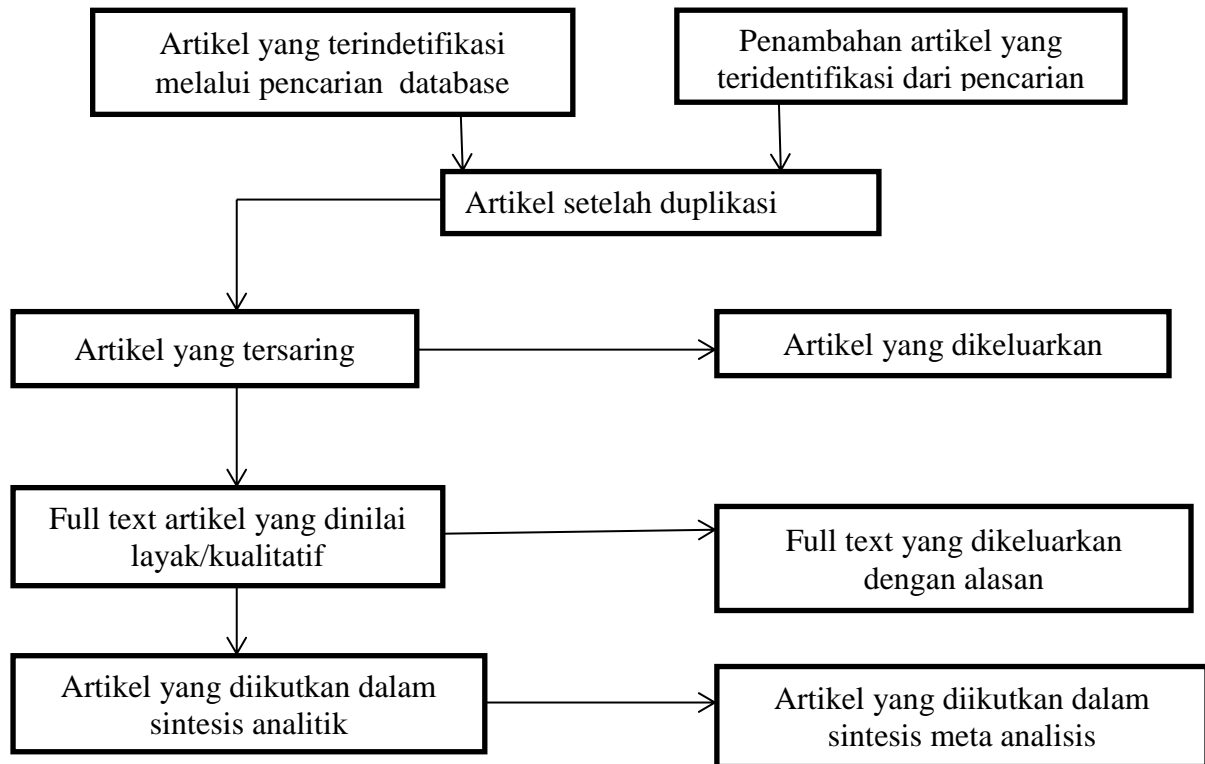 Artikel yang terindetifikasi
melalui pencarian database
Penambahan artikel yang
teridentifikasi dari pencarian
Artikel setelah duplikasi
Artikel yang tersaring
Artikel yang dikeluarkan
Full text artikel yang dinilai
layak/kualitatif
Full text yang dikeluarkan
dengan alasan
Artikel yang diikutkan dalam
sintesis analitik
Artikel yang diikutkan dalam
sintesis meta analisis